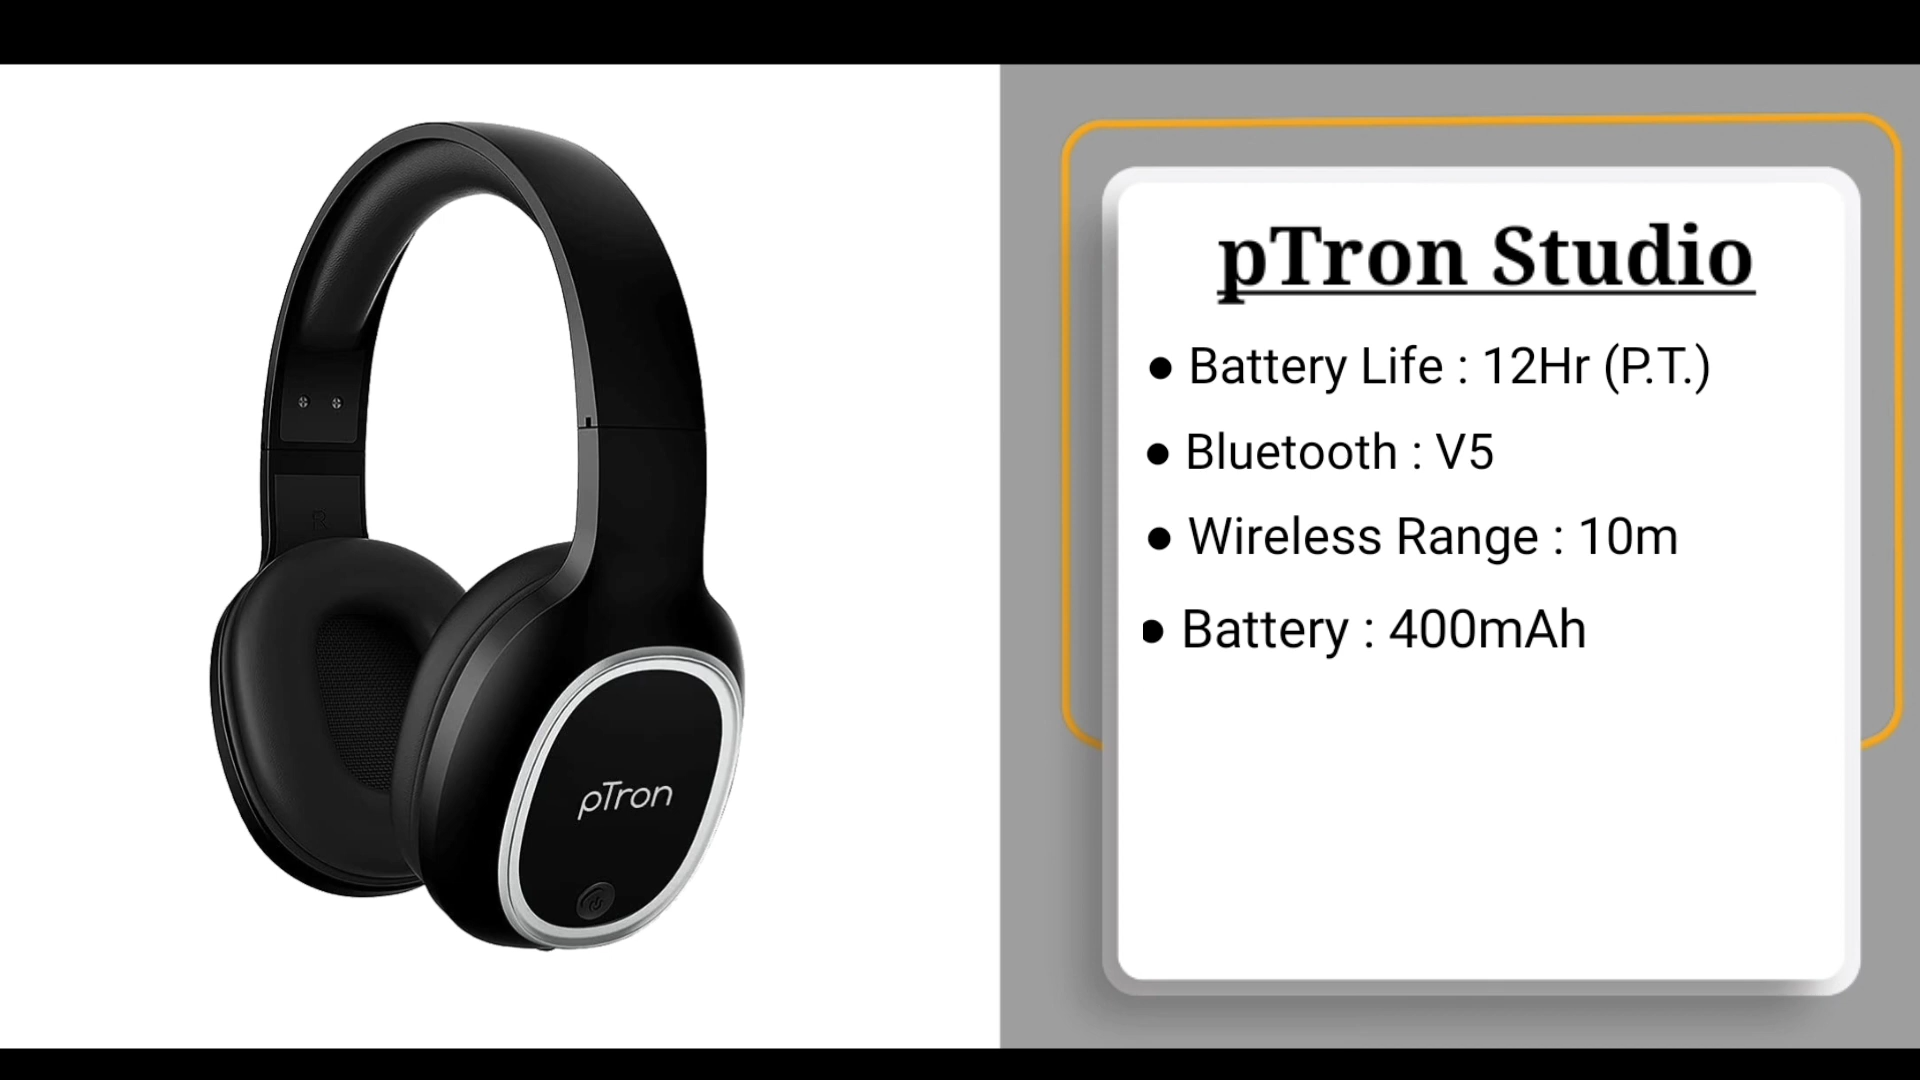 pTron Studio
● Battery Life : 12Hr (P.T.)
● Bluetooth : V5
● Wireless Range : 10m
● Battery : 400mAh
R
pTron